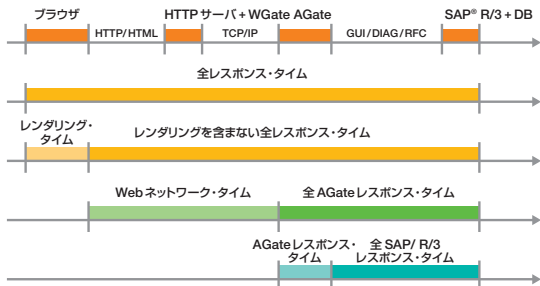 ブラウザ
HTTPサーバ+WGate AGate
SAP® R/3+DB
HTTP/HTML
TCP/IP
GUI/DIAG/RFC
全レスポンス・タイム
レンダリング・
タイム
レンダリングを含まない全レスポンス・タイム
Webネットワーク・タイム
全AGateレスポンス・タイム
AGateレスポンス・
タイム
全 SAP/ R/3
レスポンス・タイム